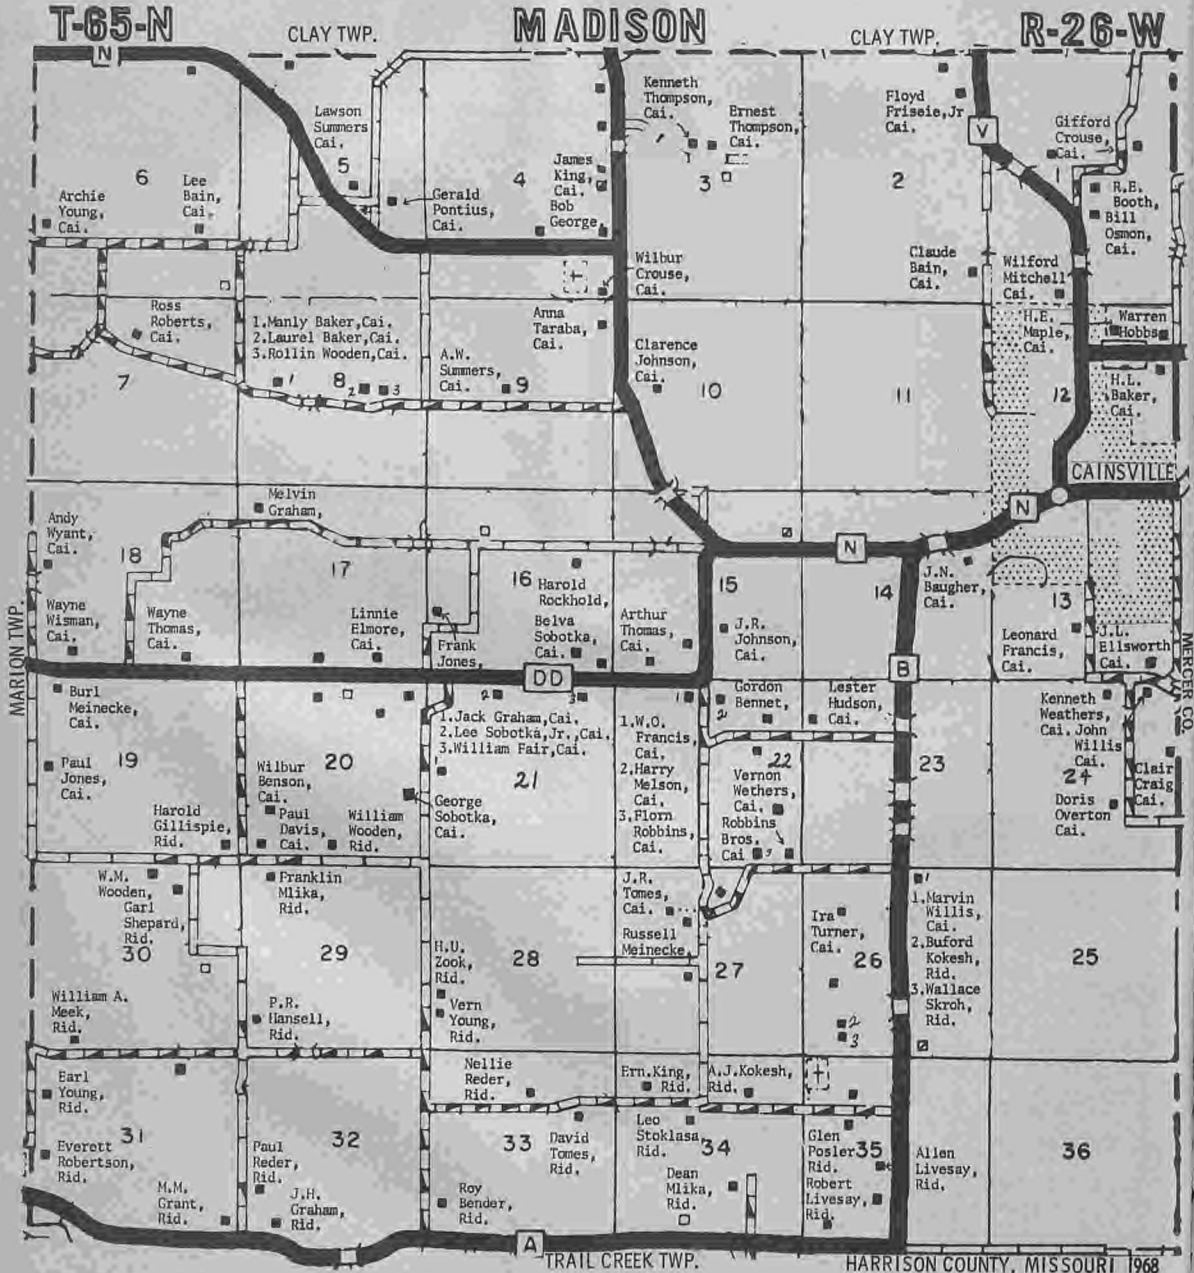 T-65-N
MADISON
R-26-W
CLAY TWP.
CLAY TWP.
N
Lawson
Summers
Cai.
5
6
Archie
Young,
Cai.
Lee
Bain,
Cai.
Gerald
Pontius,
Cai.
4
James
King,
Cai.
Bob
George,
Kenneth
Thompson,
Cai.
Ernest
Thompson,
Cai.
3
Floyd
Friseie,Jr
Cai.
2
V
1
Gifford
Crouse,
Cai.
R.E.
Booth,
Bill
Osmon,
Cai.
Claude
Bain,
Cai.
Wilford
Mitchell
Cai.
Wilbur
Crouse,
Cai.
Ross
Roberts,
Cai.
1.Manly Baker,Cai.
2.Laurel Baker,Cai.
3.Rollin Wooden,Cai.
7
1
8
2
3
A.W.
Summers,
Cai.
9
Anna
Taraba,
Cai.
Clarence
Johnson,
Cai.
10
11
H.E.
Maple,
Cai.
Warren
Hobbs
12
H.L.
Baker,
Cai.
CAINSVILLE
N
Andy
Wyant,
Cai.
18
Melvin
Graham,
17
Wayne
Wisman,
Cai.
Wayne
Thomas,
Cai.
Linnie
Elmore,
Cai.
16
Harold
Rockhold,
Belva
Sobotka,
Cai.
Frank
Jones,
Arthur
Thomas,
Cai.
N
15
J.R.
Johnson,
Cai.
14
J.N.
Baugher,
Cai.
13
Leonard
Francis,
Cai.
J.L.
Ellsworth
Cai.
MARION TWP.
MERCER CO.
DD
B
Burl
Meinecke,
Cai.
19
Paul
Jones,
Cai.
Harold
Gillispie,
Rid.
20
Wilbur
Benson,
Cai.
Paul
Davis,
Cai.
William
Wooden,
Rid.
2
3
1.Jack Graham,Cai.
2.Lee Sobotka,Jr.,Cai.
3.William Fair,Cai.
1
21
George
Sobotka,
Cai.
1
2
1.W.O.
Francis,
Cai.
2.Harry
Melson,
Cai.
3.Florn
Robbins,
Cai.
Gordon
Bennet,
Lester
Hudson,
Cai.
22
Vernon
Wethers,
Cai.
Robbins
Bros.
Cai
3
23
Kenneth
Weathers,
Cai.
John
Willis
Cai.
24
Clair
Craig
Cai.
Doris
Overton
Cai.
W.M.
Wooden,
Garl
Shepard,
Rid.
30
William A.
Meek,
Rid.
Franklin
Mlika,
Rid.
29
P.R.
Hansell,
Rid.
H.U.
Zook,
Rid.
28
Vern
Young,
Rid.
J.R.
Tomes,
Cai.
Russell
Meinecke,
27
Ira
Turner,
Cai.
26
2
3
1
1.Marvin
Willis,
Cai.
2.Buford
Kokesh,
Rid.
3.Wallace
Skroh,
Rid.
25
Earl
Young,
Rid.
31
Everett
Robertson,
Rid.
M.M.
Grant,
Rid.
32
Paul
Reder,
Rid.
J.H.
Graham,
Rid.
Nellie
Reder,
Rid.
33
David
Tomes,
Rid.
Roy
Bender,
Rid.
Ern.King,
Rid.
A.J.Kokesh,
Rid.
Leo
Stoklasa
Rid.
34
Dean
Mlika,
Rid.
Glen
Posler
Rid.
35
Robert
Livesay,
Rid.
Allen
Livesay,
Rid.
36
A
TRAIL CREEK TWP.
HARRISON COUNTY, MISSOURI 1968